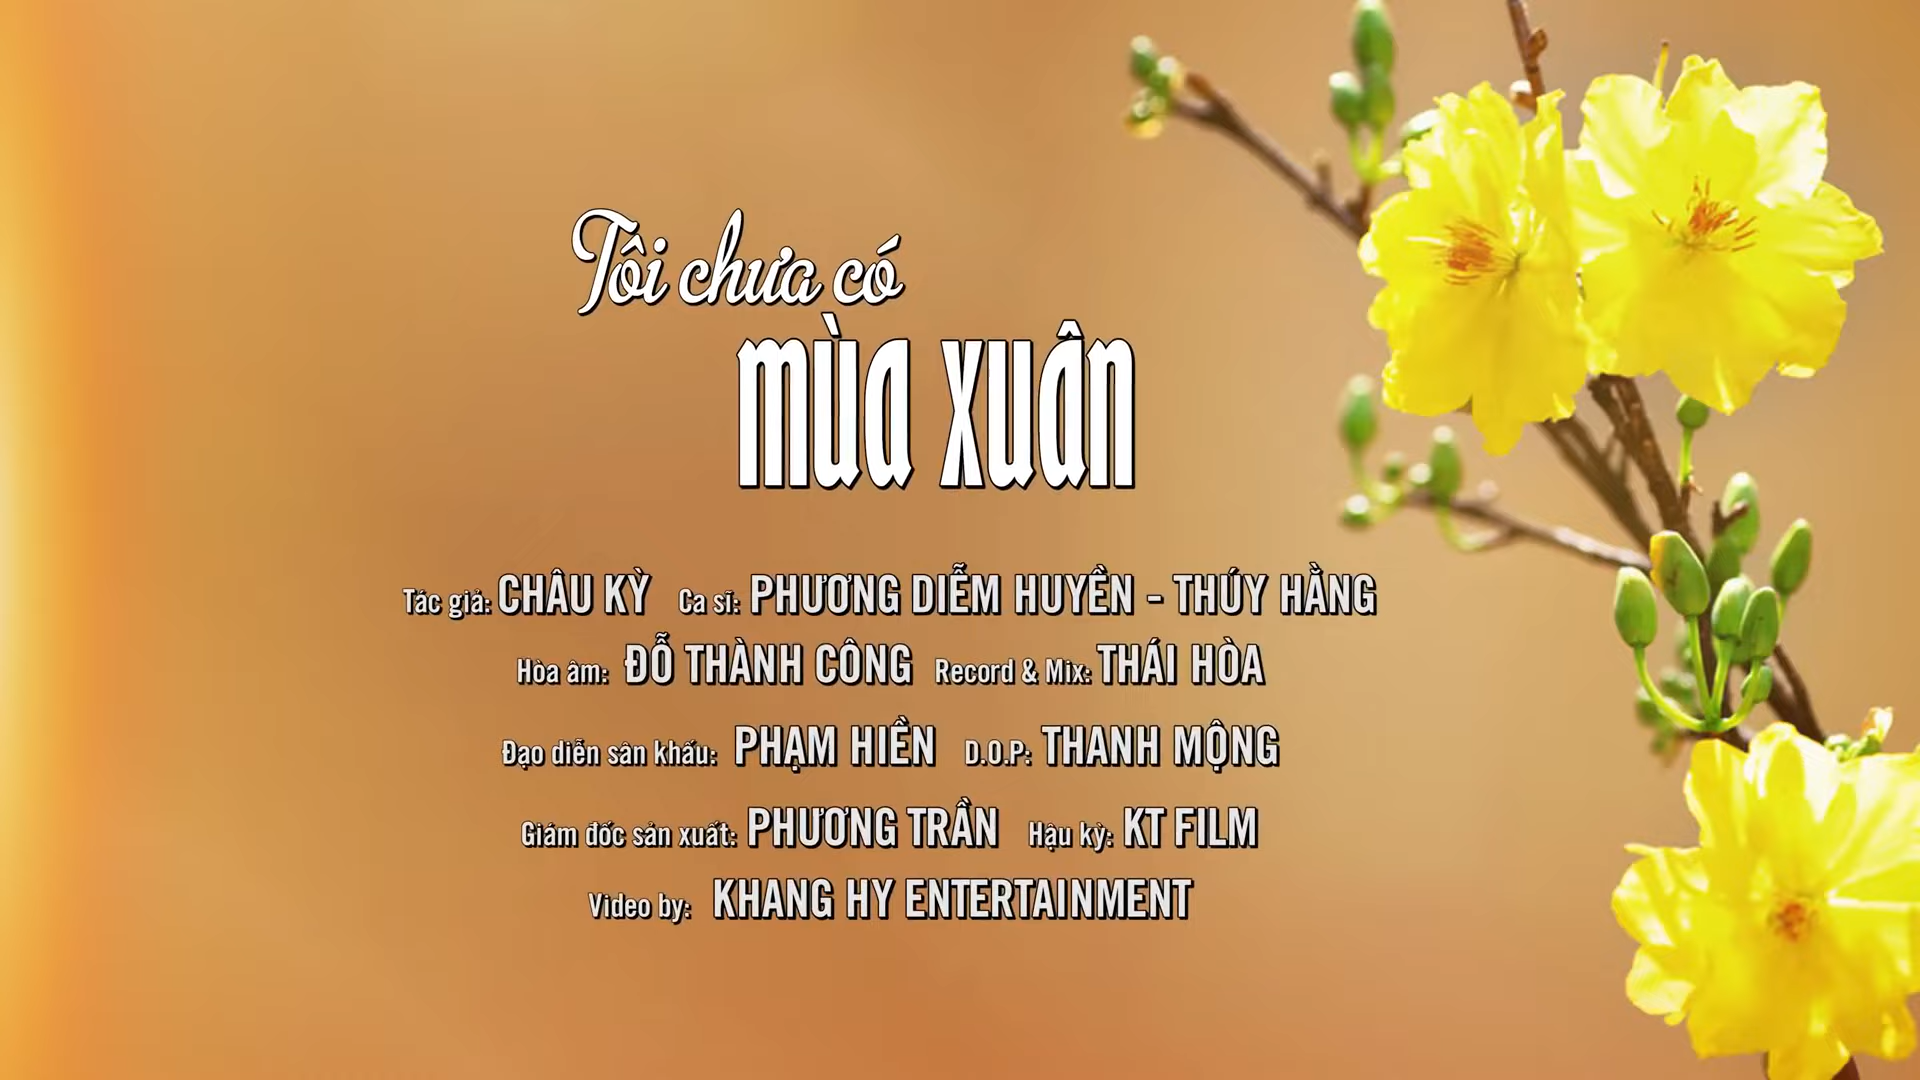 Tôi chưa có
mùa xuân
Tác giả: CHÂU KỲ Ca sĩ: PHƯƠNG DIỄM HUYỀN - THÚY HẰNG
Hòa âm: ĐỖ THÀNH CÔNG Record & Mix: THÁI HÒA
Đạo diễn sân khấu: PHẠM HIỀN D.O.P: THANH MỘNG
Giám đốc sản xuất: PHƯƠNG TRẦN Hậu kỳ: KT FILM
Video by: KHANG HY ENTERTAINMENT